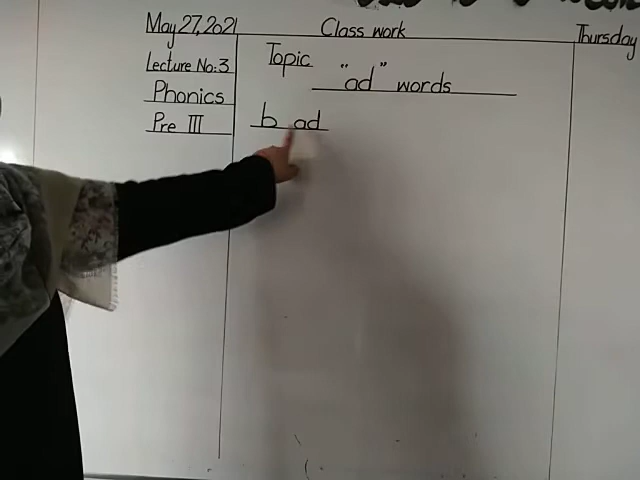 May 27, 2021 Class work Thursday
Lecture No:3 Topic
"ad" words
Phonics
Pre III b ad